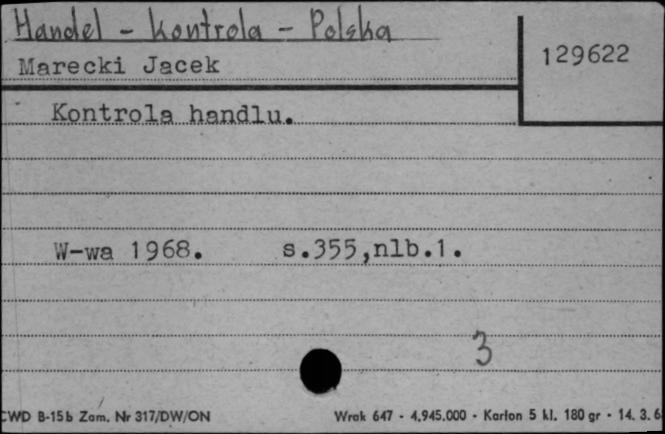 Handel - kontrola - Polska
Marecki Jacek
129622
Kontrola handlu.
W-wa 1968. s.355,nlb.1.
3
CWD B-15b Zam. Nr 317/DW/ON
Wrak 647 - 4.945.000 - Karton 5 kl. 180 gr - 14. 3. 6